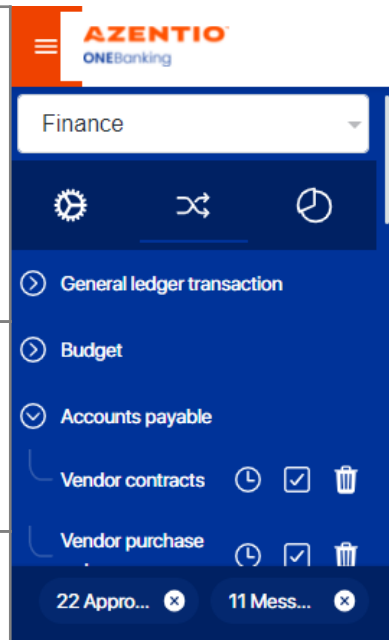 AZENTIO
ONEBanking
Finance
General ledger transaction
Budget
Accounts payable
Vendor contracts
Vendor purchase
22 Appro...
11 Mess...